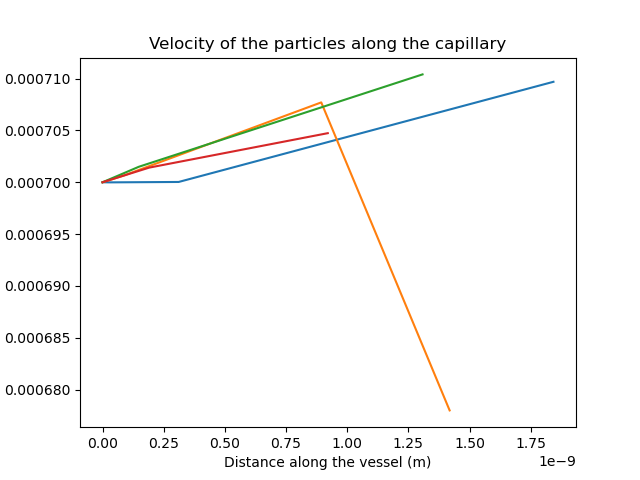 Velocity of the particles along the capillary
0.000710
0.000705
0.000700
0.000695
0.000690
0.000685
0.000680
0.00 0.25 0.50 0.75 1.00 1.25 1.50 1.75
Distance along the vessel (m)
1e−9